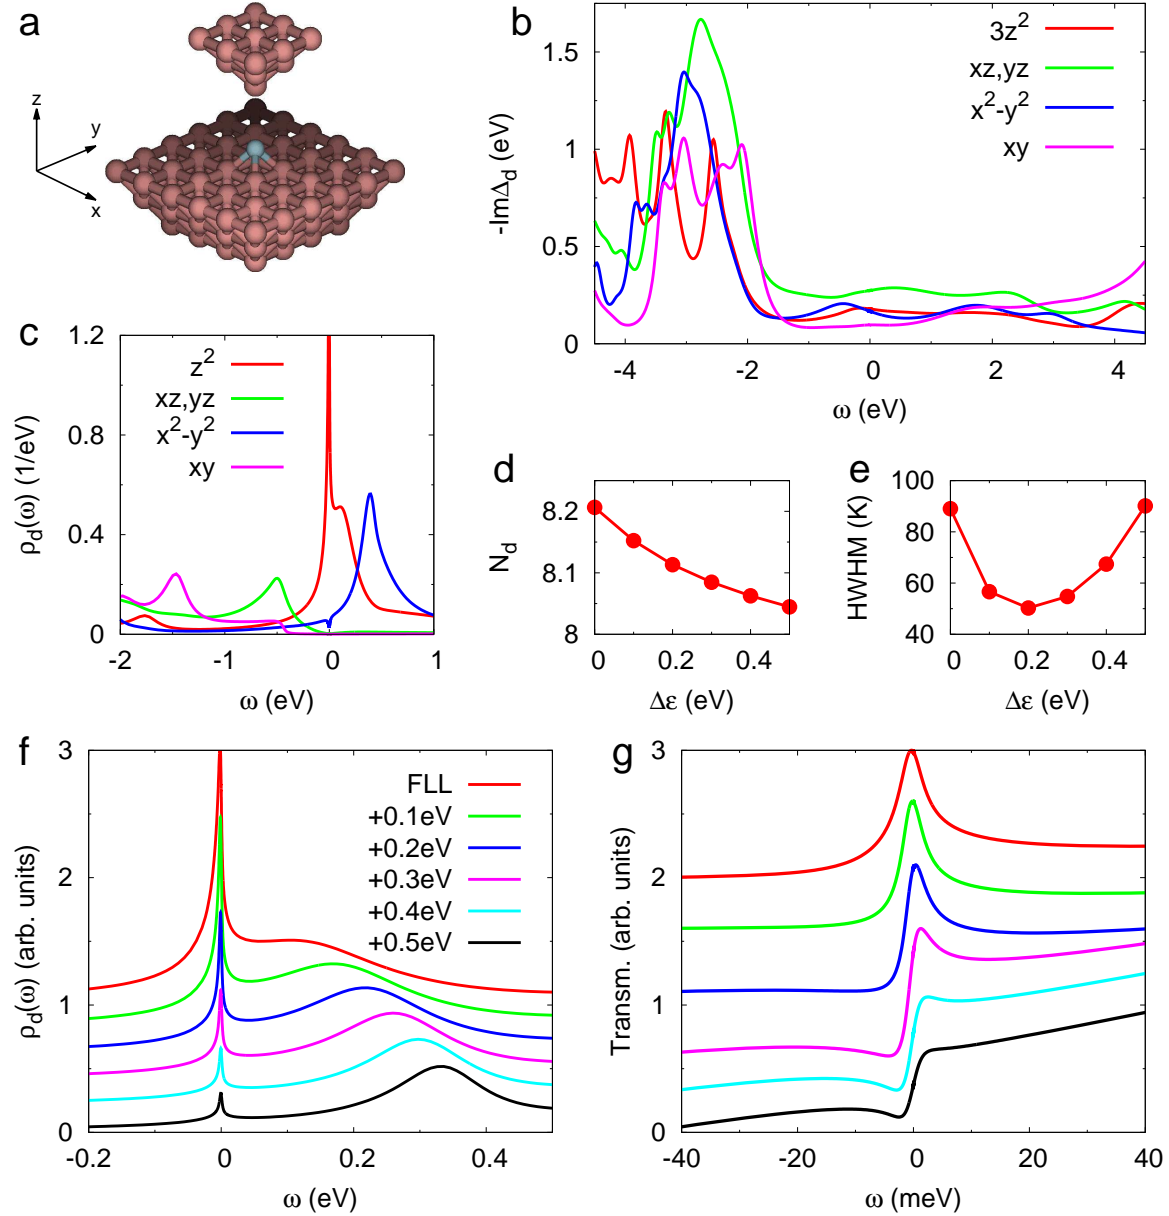 a
z
y
x
b
-ImΔd (eV)
1.5
1
0.5
0
3z²
xz,yz
x²-y²
xy
-4
-2
0
2
4
ω (eV)
c
ρd(ω) (1/eV)
1.2
0.8
0.4
0
z²
xz,yz
x²-y²
xy
-2
-1
0
1
ω (eV)
d
Nd
8.2
8.1
8
0
0.2
0.4
Δε (eV)
e
HWHM (K)
100
80
60
40
0
0.2
0.4
Δε (eV)
f
ρd(ω) (arb. units)
3
2
1
0
FLL
+0.1eV
+0.2eV
+0.3eV
+0.4eV
+0.5eV
-0.2
0
0.2
0.4
ω (eV)
g
Transm. (arb. units)
3
2
1
0
-40
-20
0
20
40
ω (meV)